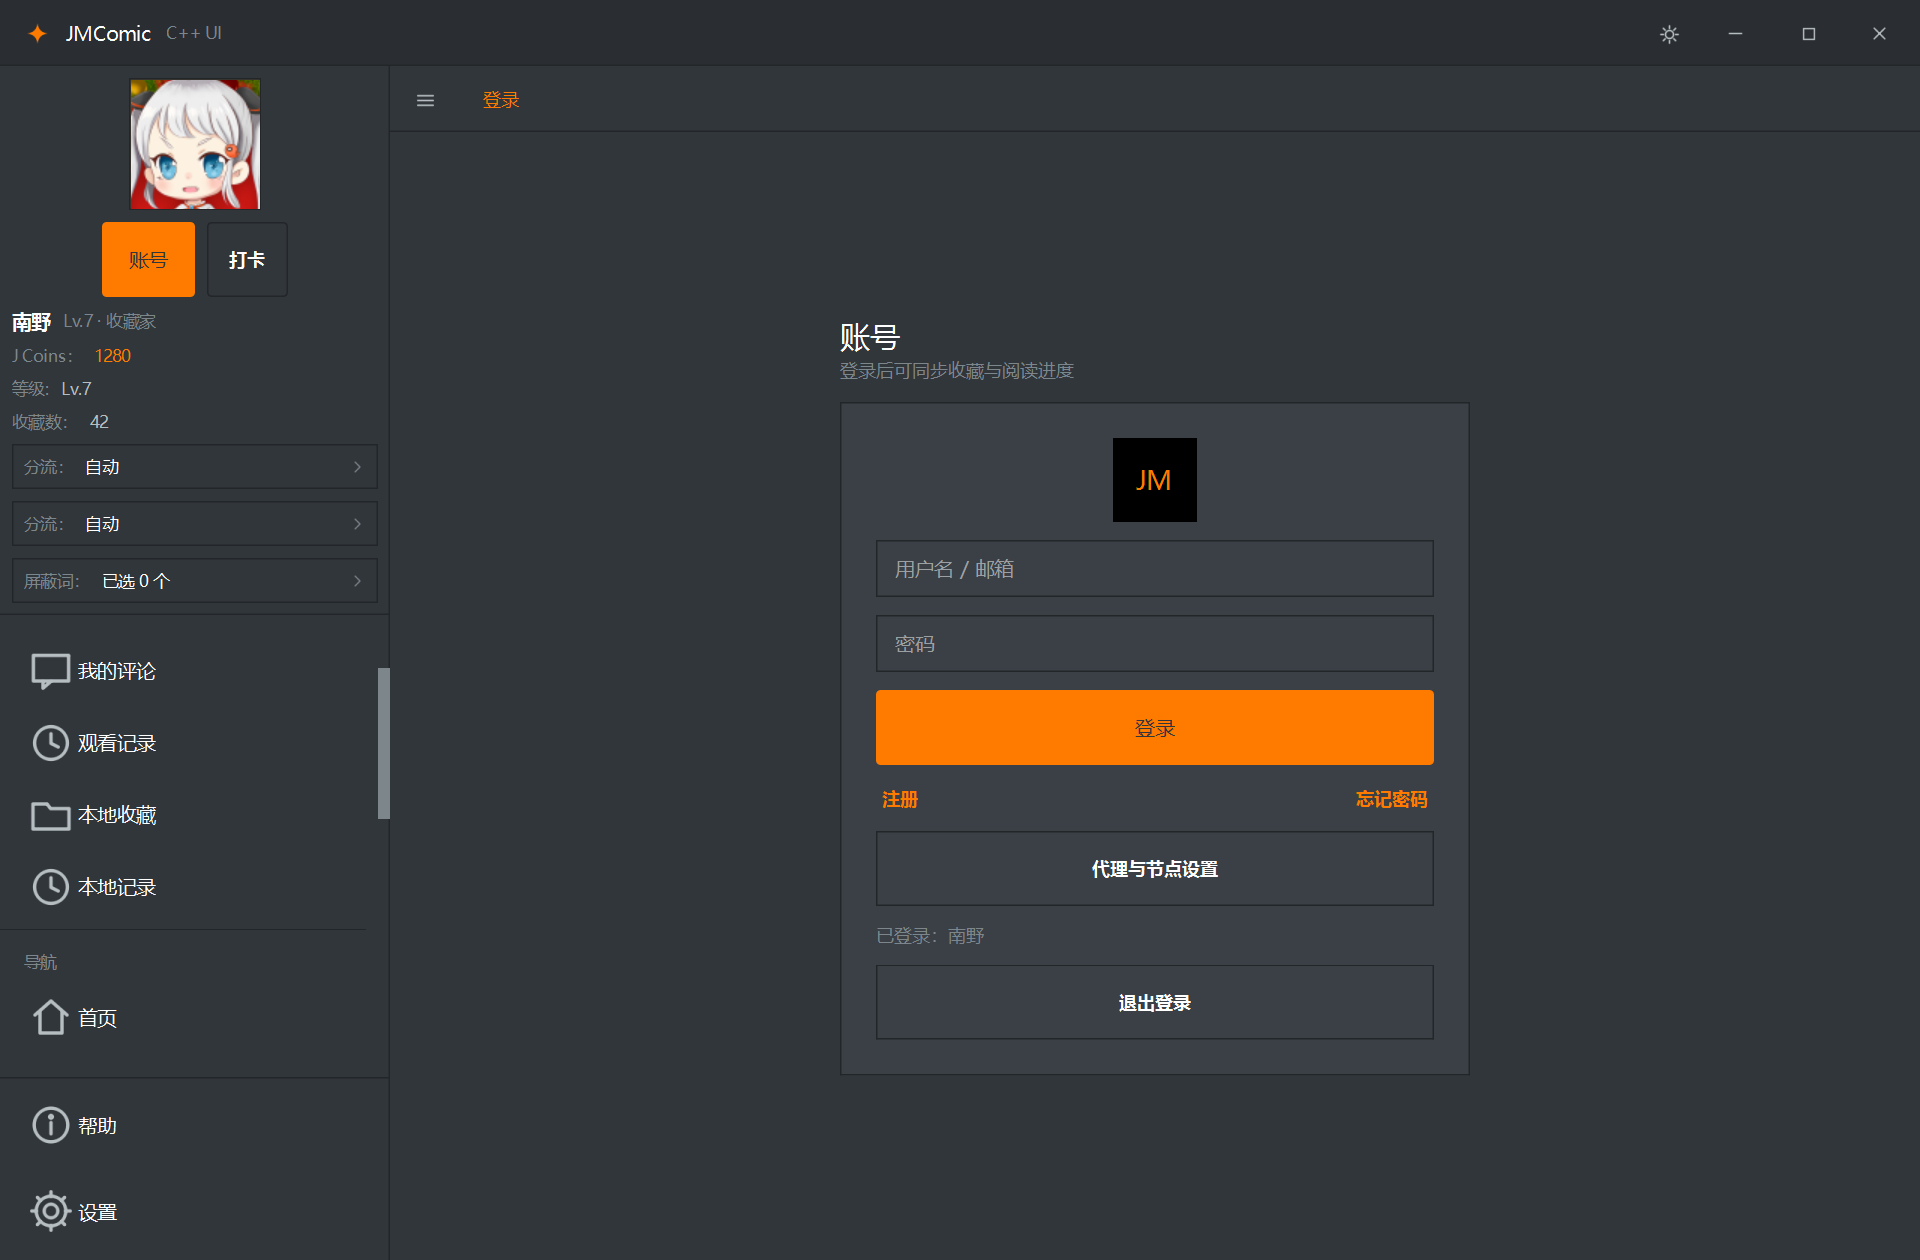 JMComic C++ UI
登录
账号
打卡
南野 Lv.7 · 收藏家
J Coins: 1280
等级: Lv.7
收藏数: 42
分流: 自动
分流: 自动
屏蔽词: 已选 0 个
我的评论
观看记录
本地收藏
本地记录
导航
首页
帮助
设置
账号
登录后可同步收藏与阅读进度
JM
用户名 / 邮箱
密码
登录
注册 忘记密码
代理与节点设置
已登录: 南野
退出登录